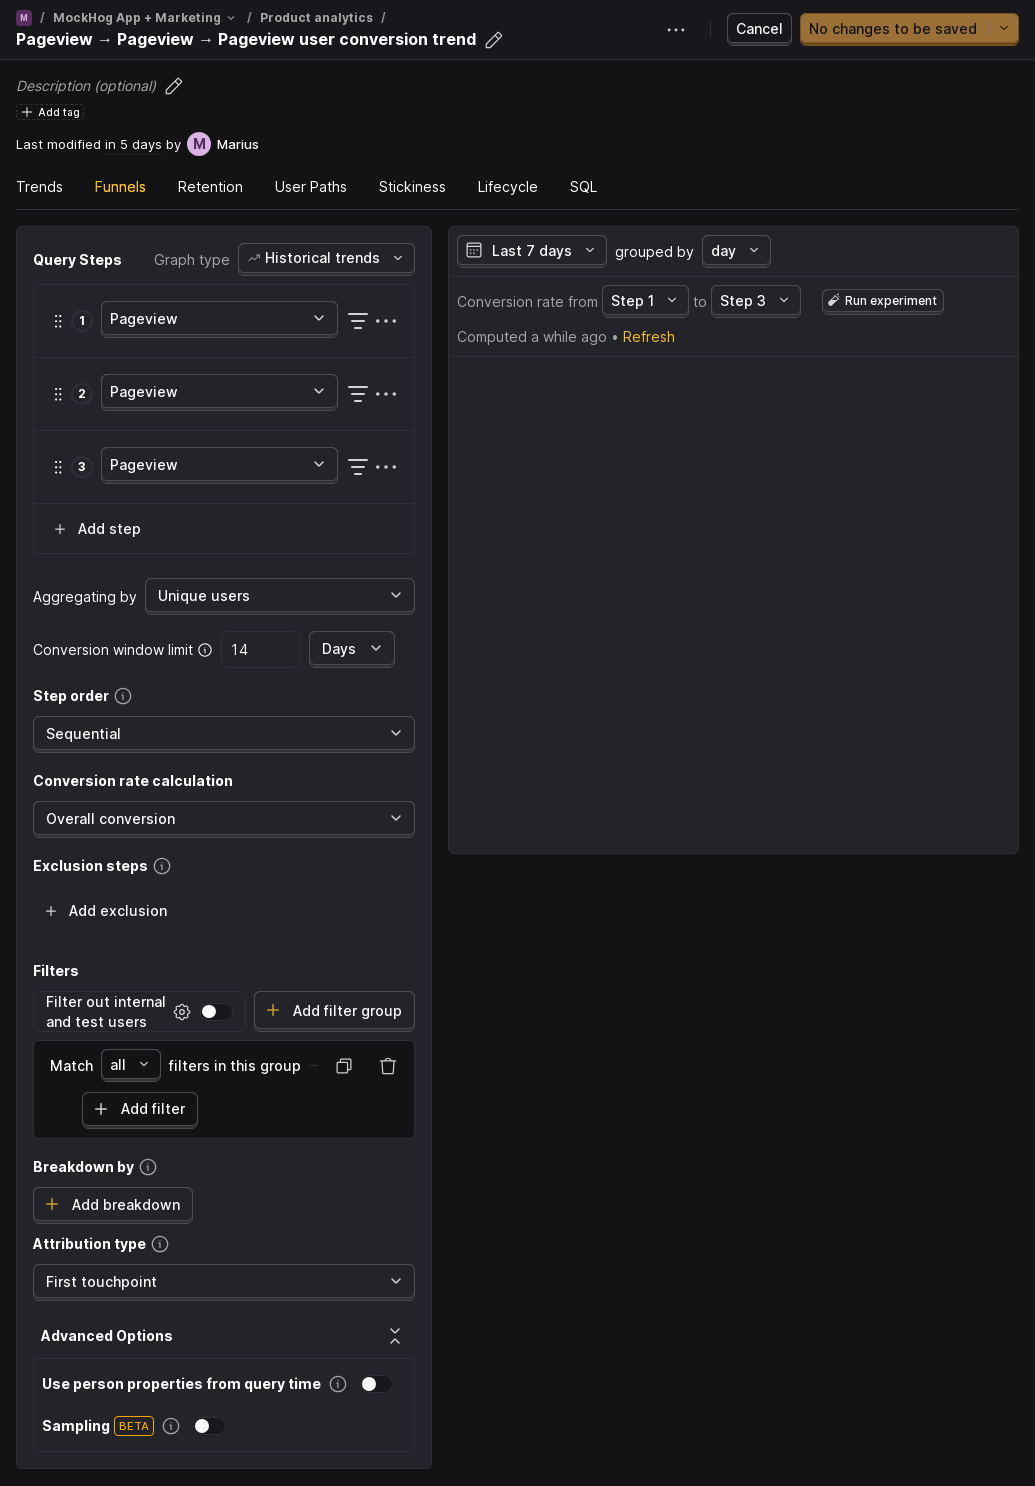 M / MockHog App + Marketing / Product analytics /
Pageview → Pageview → Pageview user conversion trend
Cancel
No changes to be saved
Description (optional)
Add tag
Last modified in 5 days by M Marius
Trends Funnels Retention User Paths Stickiness Lifecycle SQL
Query Steps Graph type Historical trends
1 Pageview
2 Pageview
3 Pageview
Add step
Aggregating by Unique users
Conversion window limit 14 Days
Step order
Sequential
Conversion rate calculation
Overall conversion
Exclusion steps
Add exclusion
Filters
Filter out internal
and test users
Add filter group
Match all filters in this group
Add filter
Breakdown by
Add breakdown
Attribution type
First touchpoint
Advanced Options
Use person properties from query time
Sampling BETA
Last 7 days grouped by day
Conversion rate from Step 1 to Step 3 Run experiment
Computed a while ago • Refresh